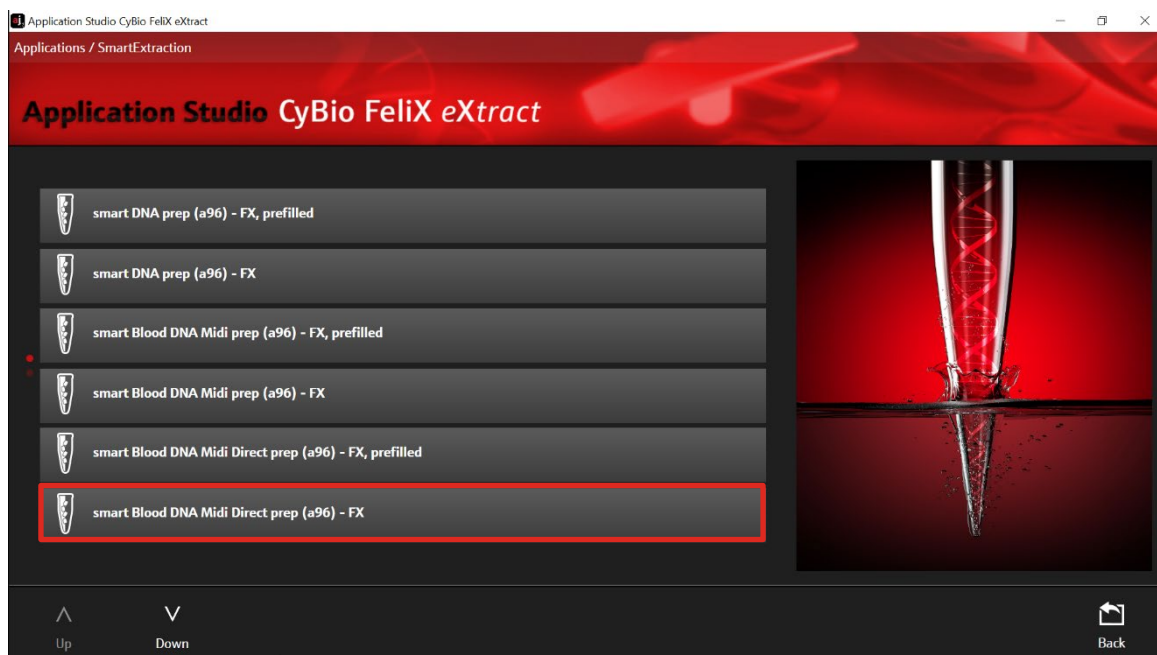 Application Studio CyBio FeliX eXtract
Applications / SmartExtraction
Application Studio CyBio FeliX eXtract
smart DNA prep (a96) - FX, prefilled
smart DNA prep (a96) - FX
smart Blood DNA Midi prep (a96) - FX, prefilled
smart Blood DNA Midi prep (a96) - FX
smart Blood DNA Midi Direct prep (a96) - FX, prefilled
smart Blood DNA Midi Direct prep (a96) - FX
Up
Down
Back